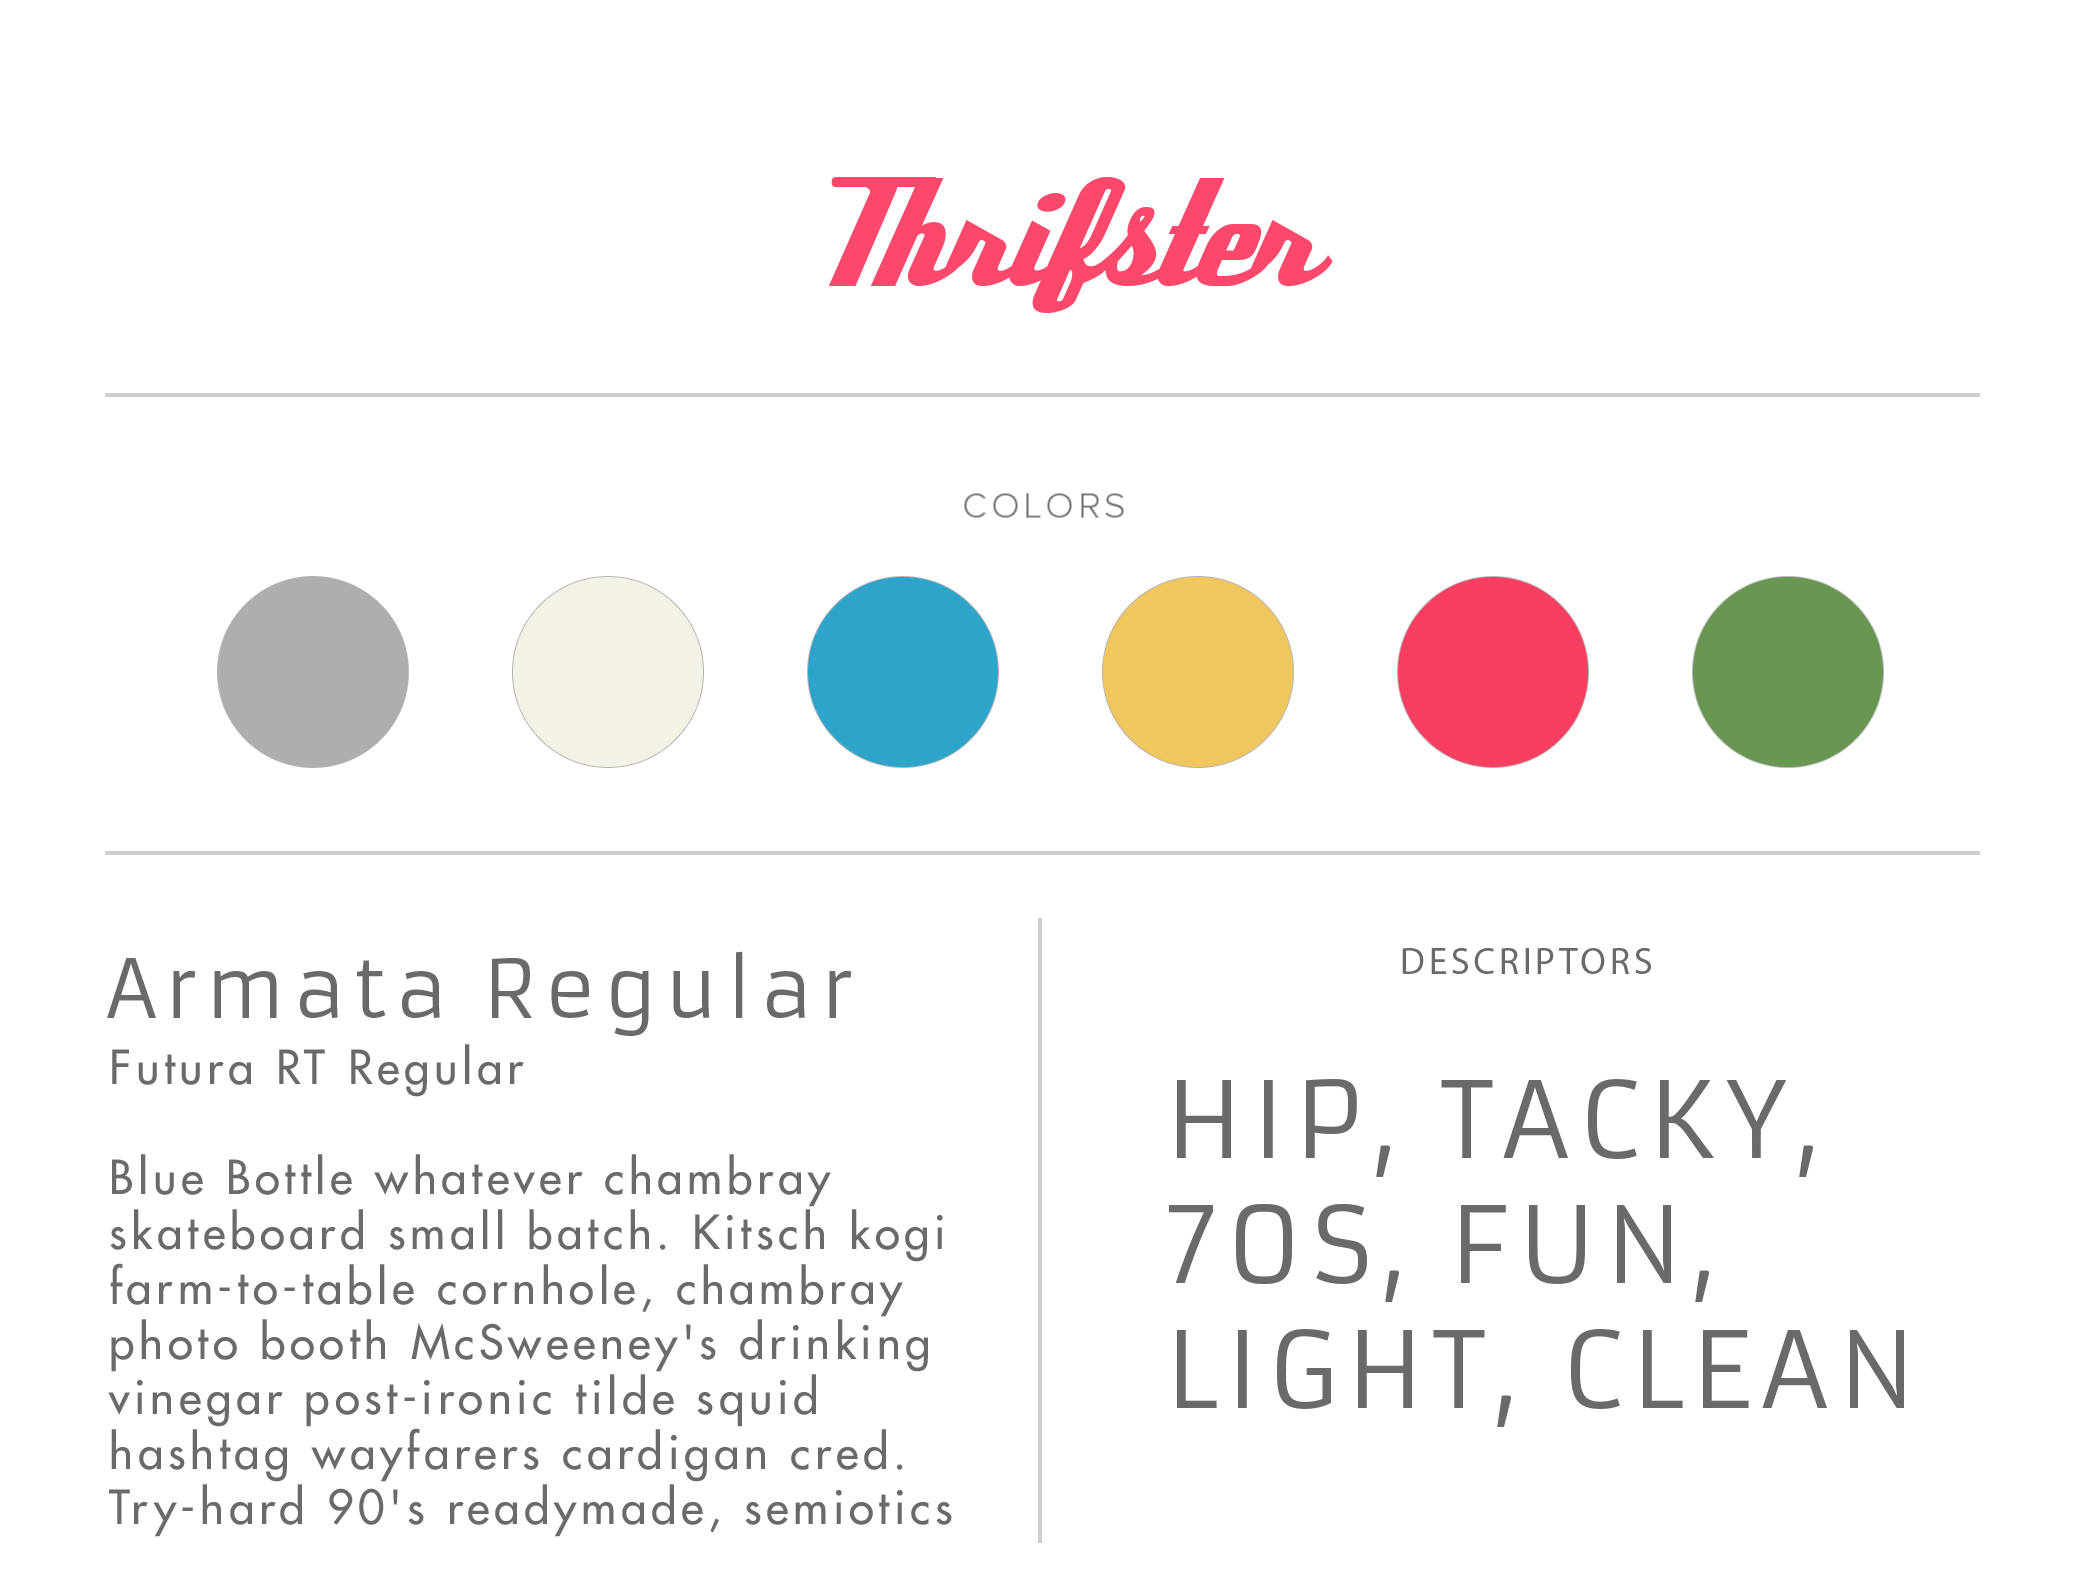 Thrifster
COLORS
Armata Regular
Futura RT Regular
Blue Bottle whatever chambray
skateboard small batch. Kitsch kogi
farm-to-table cornhole, chambray
photo booth McSweeney's drinking
vinegar post-ironic tilde squid
hashtag wayfarers cardigan cred.
Try-hard 90's readymade, semiotics
DESCRIPTORS
HIP, TACKY,
70S, FUN,
LIGHT, CLEAN